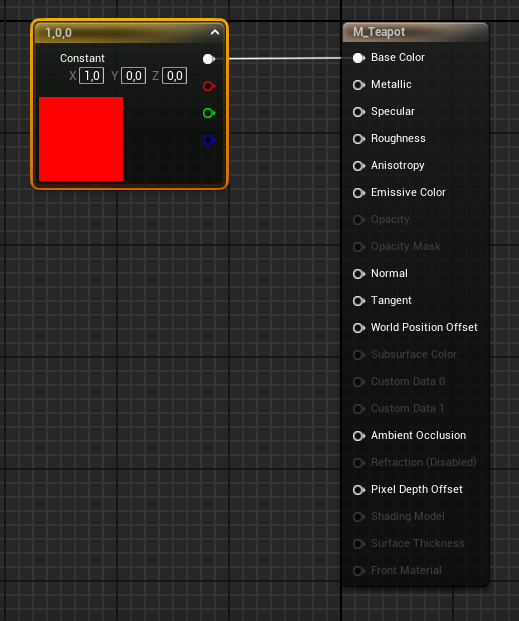 1,0,0
Constant
X 1,0 Y 0,0 Z 0,0
M_Teapot
Base Color
Metallic
Specular
Roughness
Anisotropy
Emissive Color
Opacity
Opacity Mask
Normal
Tangent
World Position Offset
Subsurface Color
Custom Data 0
Custom Data 1
Ambient Occlusion
Refraction (Disabled)
Pixel Depth Offset
Shading Model
Surface Thickness
Front Material